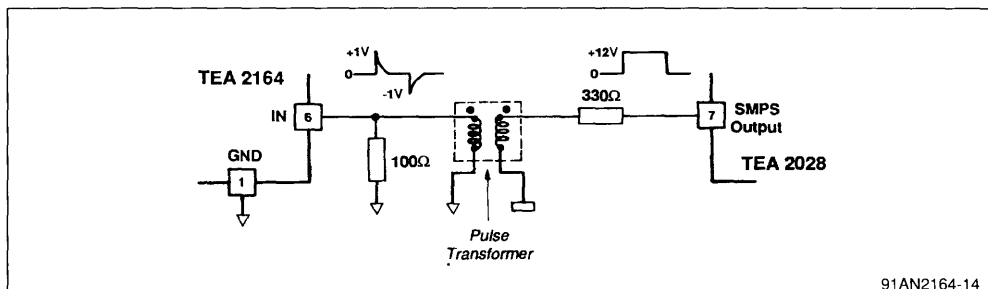 +1V
0
-1V
+12V
0
TEA 2164
330Ω
IN
6
7
SMPS
Output
GND
100Ω
TEA 2028
1
Pulse
Transformer
91AN2164-14